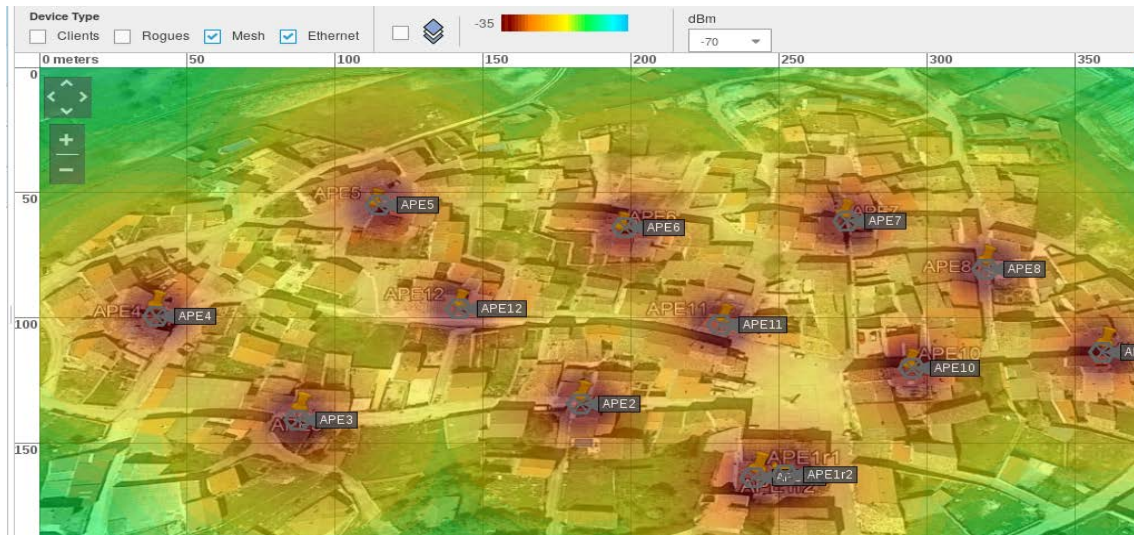 Device Type
Clients Rogues Mesh Ethernet
-35
dBm
-70
0 meters 50 100 150 200 250 300 350
0
50
100
150
APE5 APE5
APE6
APE7
APE8 APE8
APE12 APE12
APE4 APE4
APE11 APE11
APE10 APE10
APE2
APE3
APE1r1
APE1r2